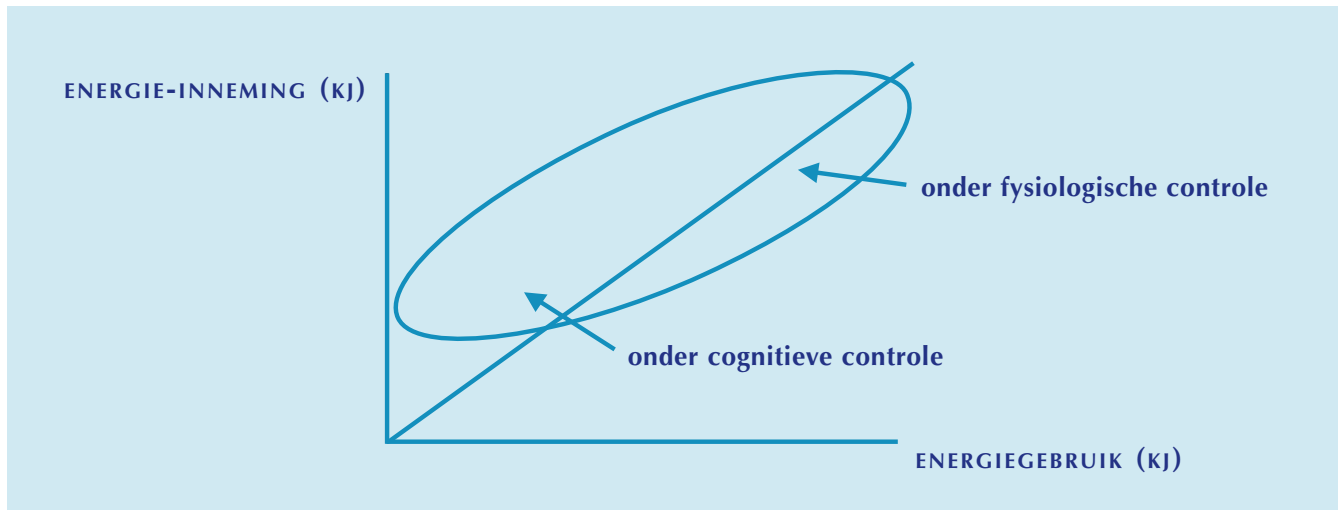 ENERGIE-INNEMING (KJ)
onder fysiologische controle
onder cognitieve controle
ENERGIEGEBRUIK (KJ)